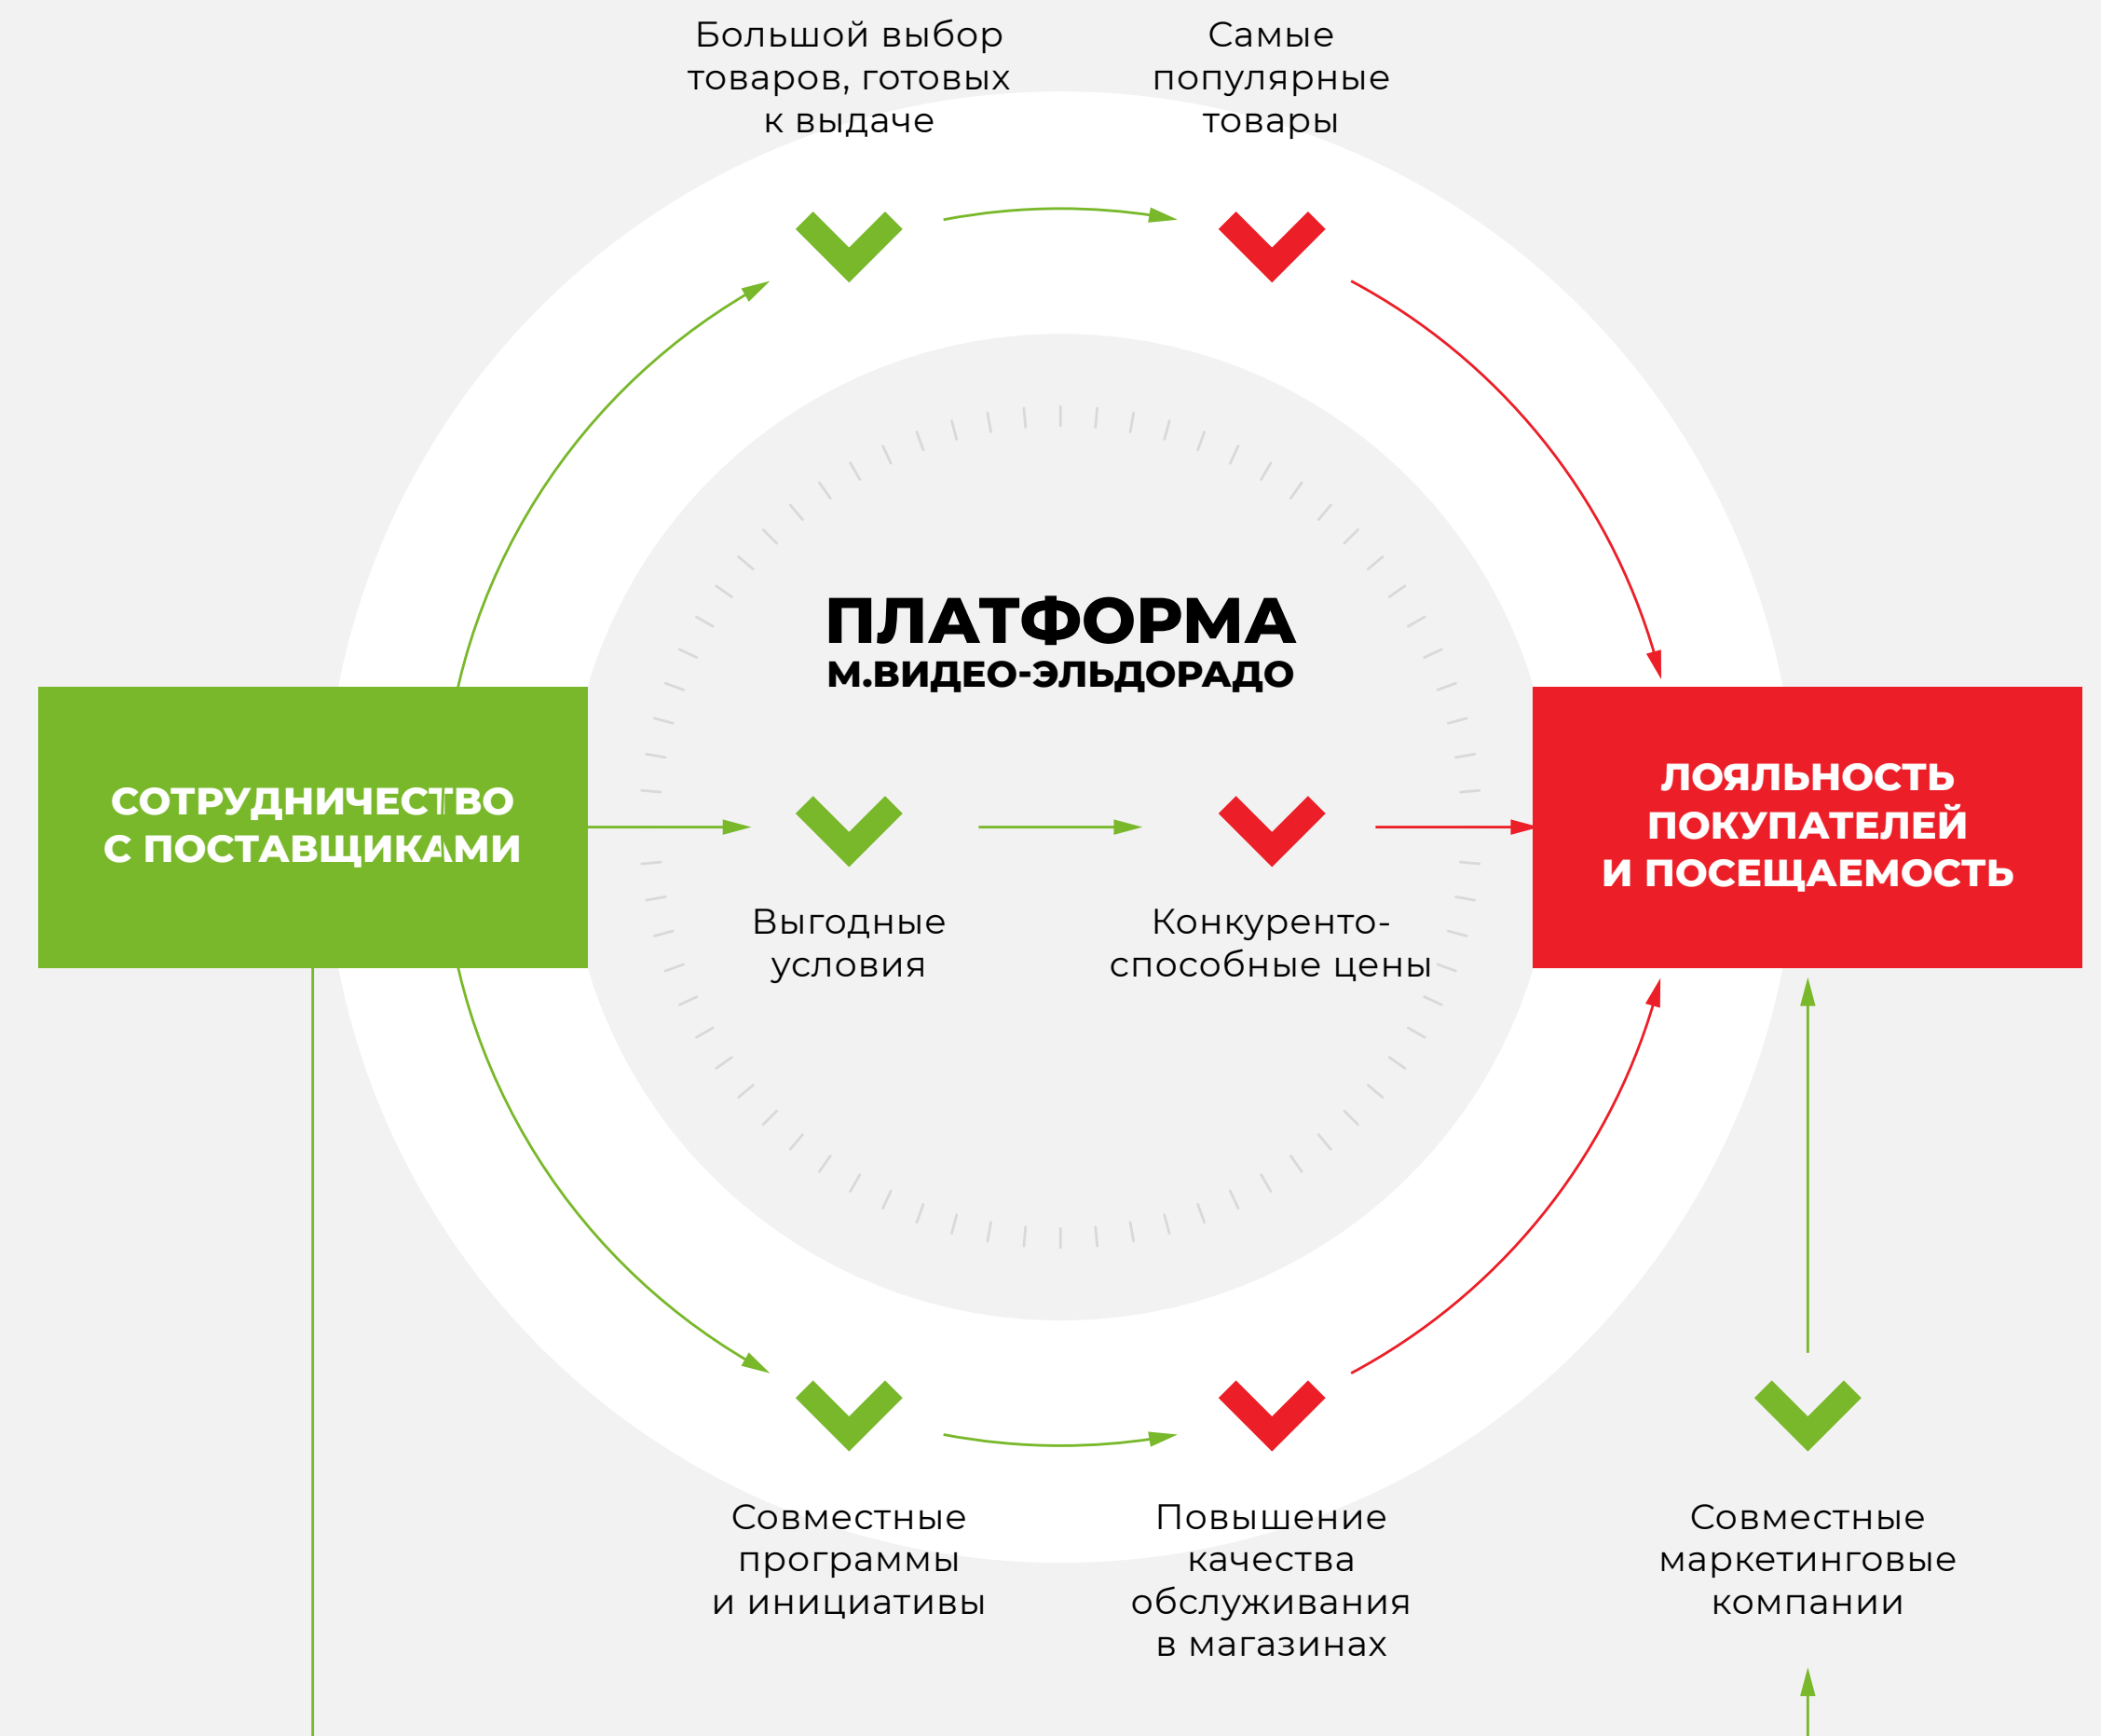 Большой выбор
товаров, готовых
к выдаче
Самые
популярные
товары
ПЛАТФОРМА
М.ВИДЕО-ЭЛЬДОРАДО
СОТРУДНИЧЕСТВО
С ПОСТАВЩИКАМИ
ЛОЯЛЬНОСТЬ
ПОКУПАТЕЛЕЙ
И ПОСЕЩАЕМОСТЬ
Выгодные
условия
Конкуренто-
способные цены
Совместные
программы
и инициативы
Повышение
качества
обслуживания
в магазинах
Совместные
маркетинговые
компании